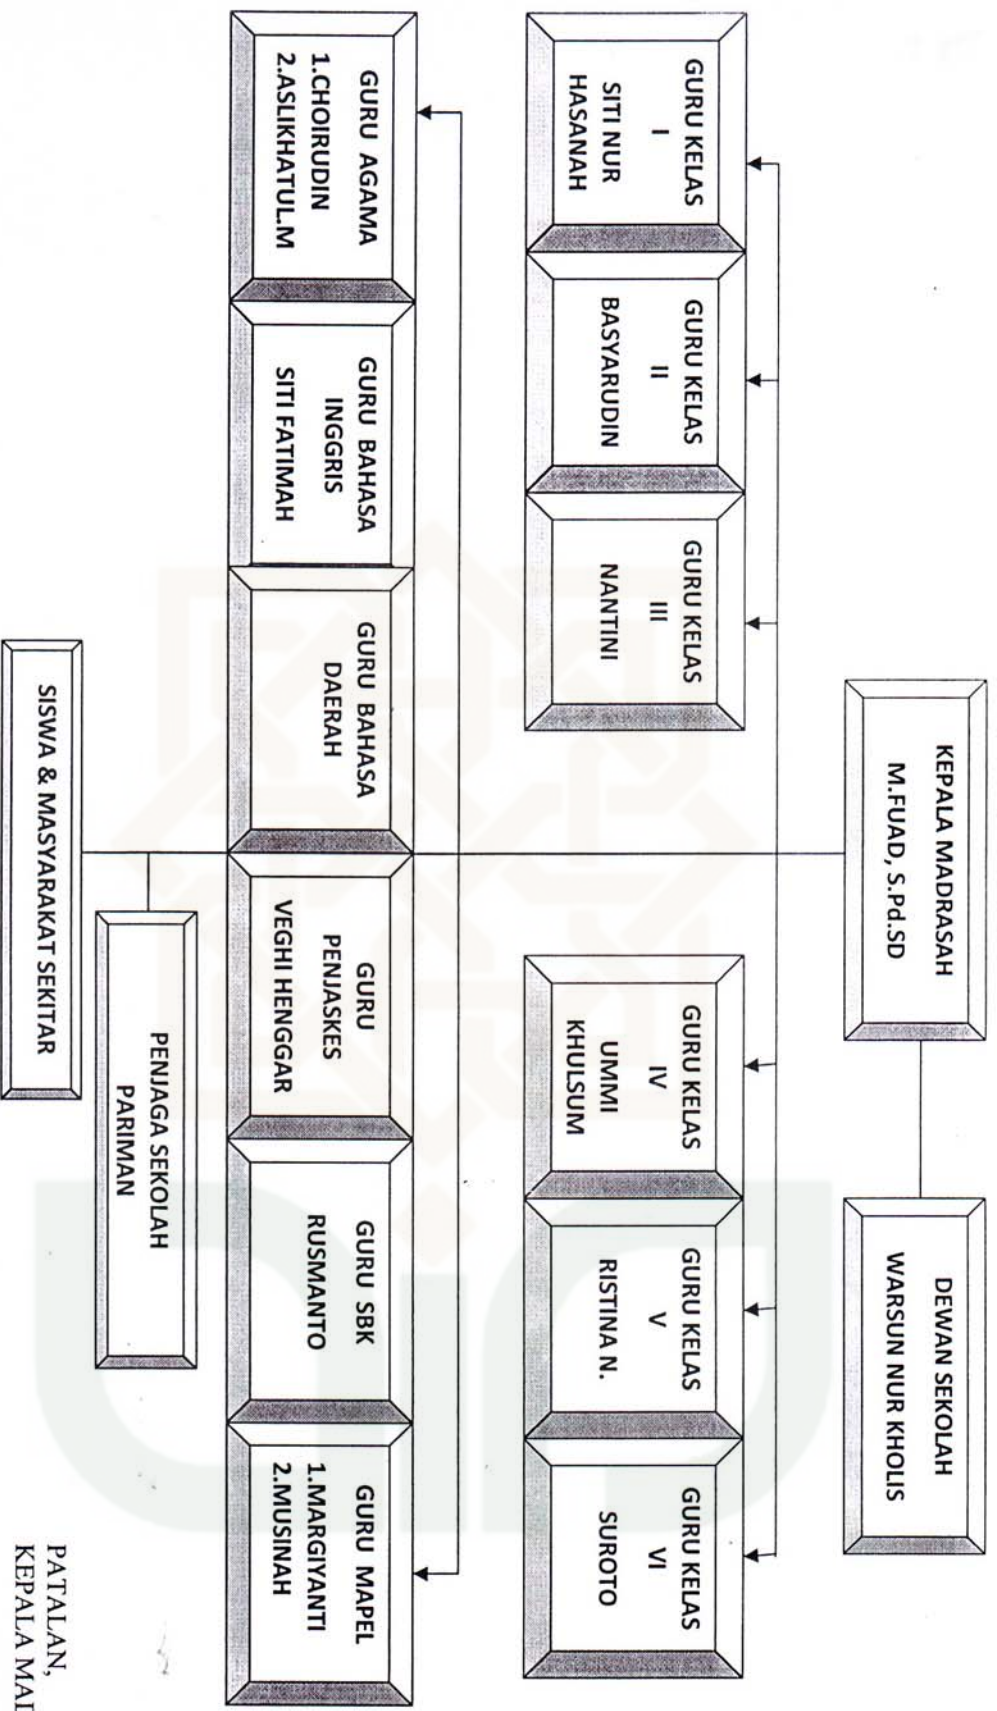 KEPALA MADRASAH
M.FUAD, S.Pd.SD
DEWAN SEKOLAH
WARSUN NUR KHOLIS
GURU KELAS
I
SITI NUR
HASANAH
GURU KELAS
II
BASYARUDIN
GURU KELAS
III
NANTINI
GURU KELAS
IV
UMMI
KHULSUM
GURU KELAS
V
RISTINA N.
GURU KELAS
VI
SUROTO
GURU AGAMA
1.CHOIRUDIN
2.ASLIKHATUL.M
GURU BAHASA
INGGRIS
SITI FATIMAH
GURU BAHASA
DAERAH
GURU
PENJASKES
VEGHI HENGGAR
GURU SBK
RUSMANTO
GURU MAPEL
1.MARGIYANTI
2.MUSINAH
PENJAGA SEKOLAH
PARIMAN
SISWA & MASYARAKAT SEKITAR
PATALAN,
KEPALA